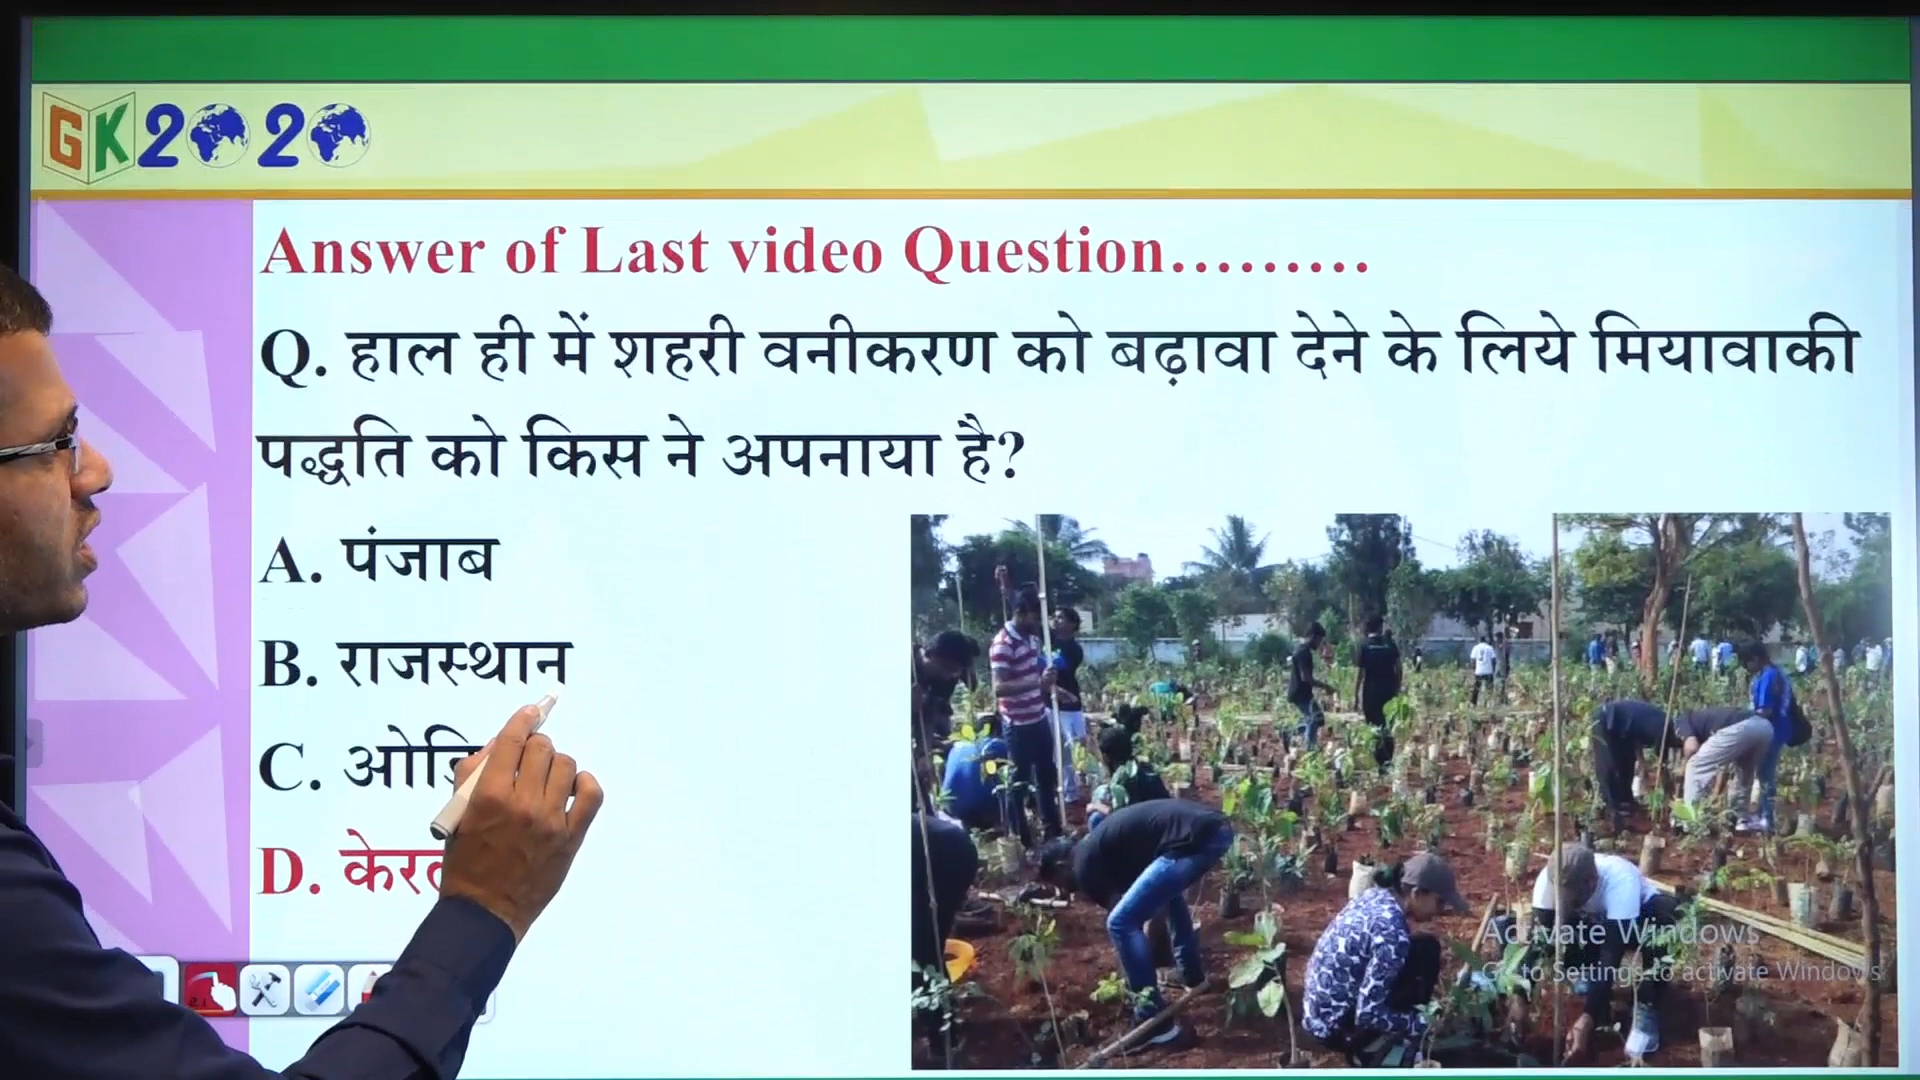 GK2020
Answer of Last video Question.........
Q. हाल ही में शहरी वनीकरण को बढ़ावा देने के लिये मियावाकी
पद्धति को किस ने अपनाया है?
A. पंजाब
B. राजस्थान
C.
D.
Activate Windows
Go to Settings to activate Windows